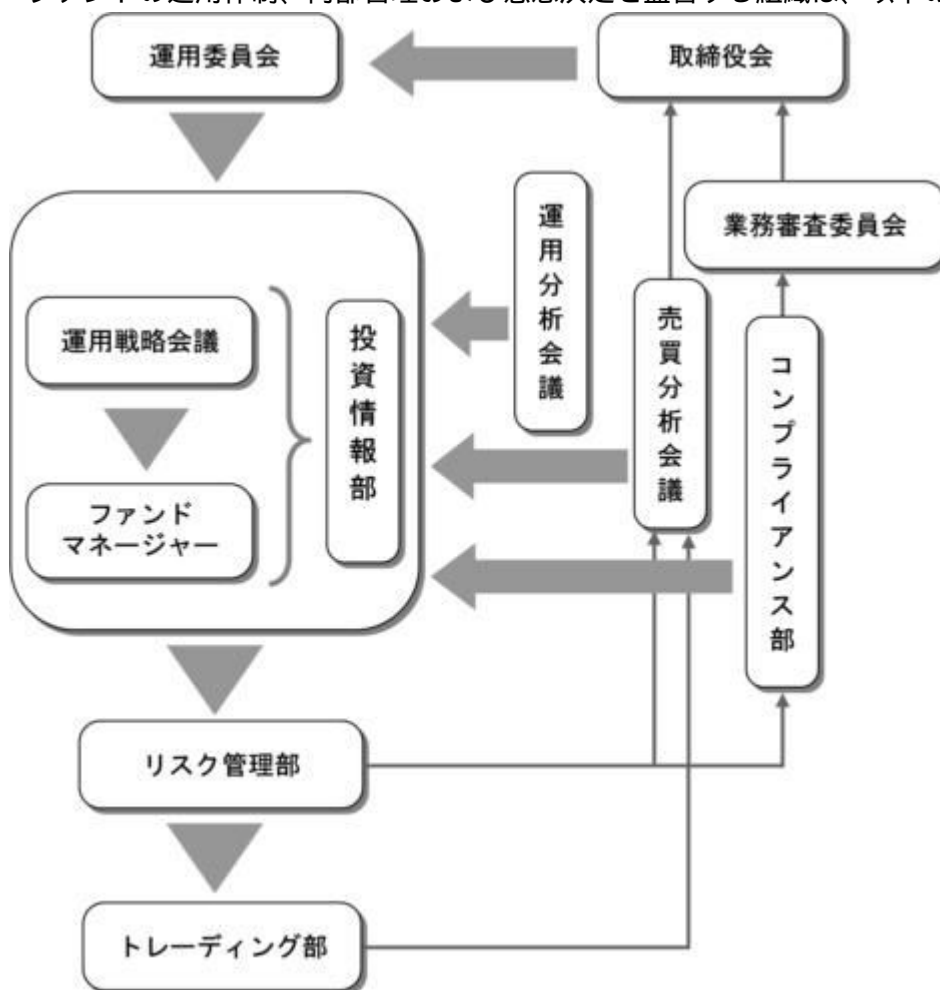 運用委員会
取締役会
運用分析会議
業務審査委員会
運用戦略会議
投資情報部
売買分析会議
コンプライアンス部
ファンド
マネージャー
リスク管理部
トレーディング部